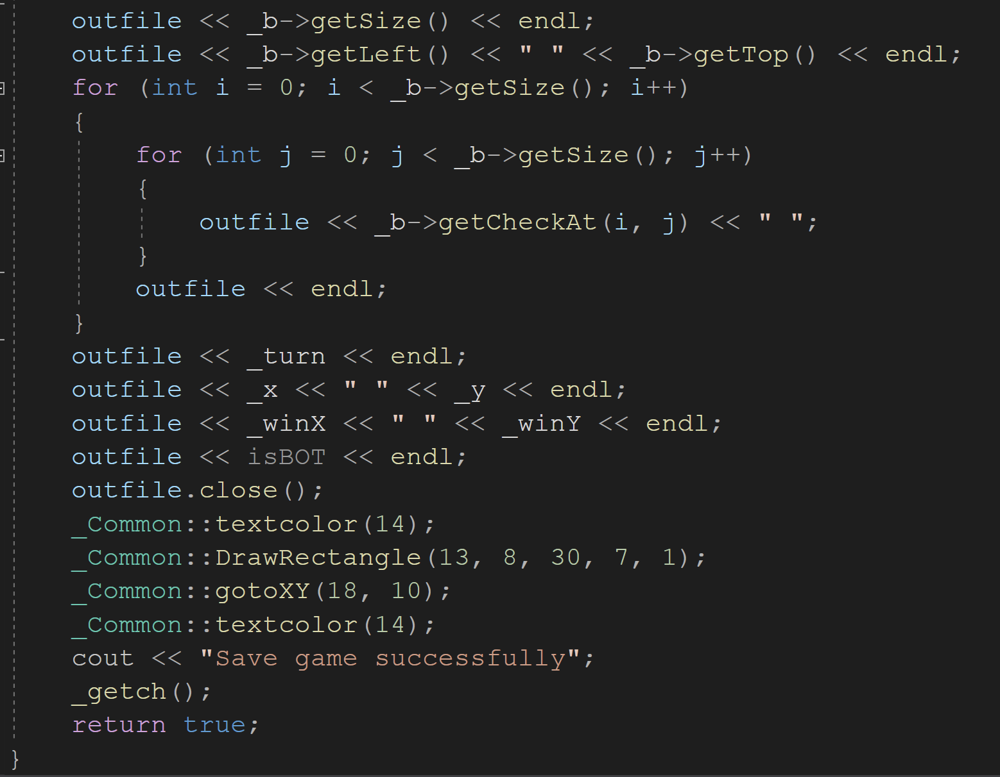 outfile << _b->getSize() << endl;
outfile << _b->getLeft() << " " << _b->getTop() << endl;
for (int i = 0; i < _b->getSize(); i++)
{
for (int j = 0; j < _b->getSize(); j++)
{
outfile << _b->getCheckAt(i, j) << " ";
}
outfile << endl;
}
outfile << _turn << endl;
outfile << _x << " " << _y << endl;
outfile << _winX << " " << _winY << endl;
outfile << isBOT << endl;
outfile.close();
_Common::textcolor(14);
_Common::DrawRectangle(13, 8, 30, 7, 1);
_Common::gotoXY(18, 10);
_Common::textcolor(14);
cout << "Save game successfully";
_getch();
return true;
}